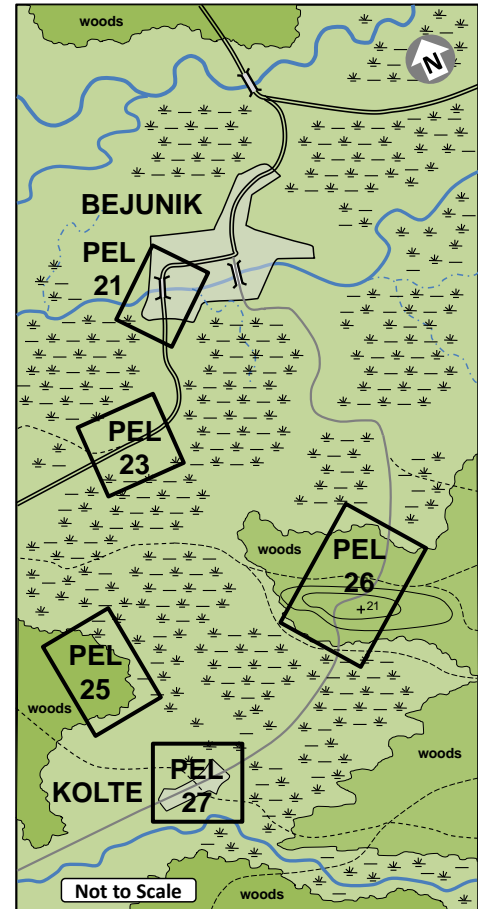 woods
N
BEJUNIK
PEL
21
PEL
23
woods
PEL
26
+21
PEL
25
woods
woods
PEL
27
KOLTE
Not to Scale
woods